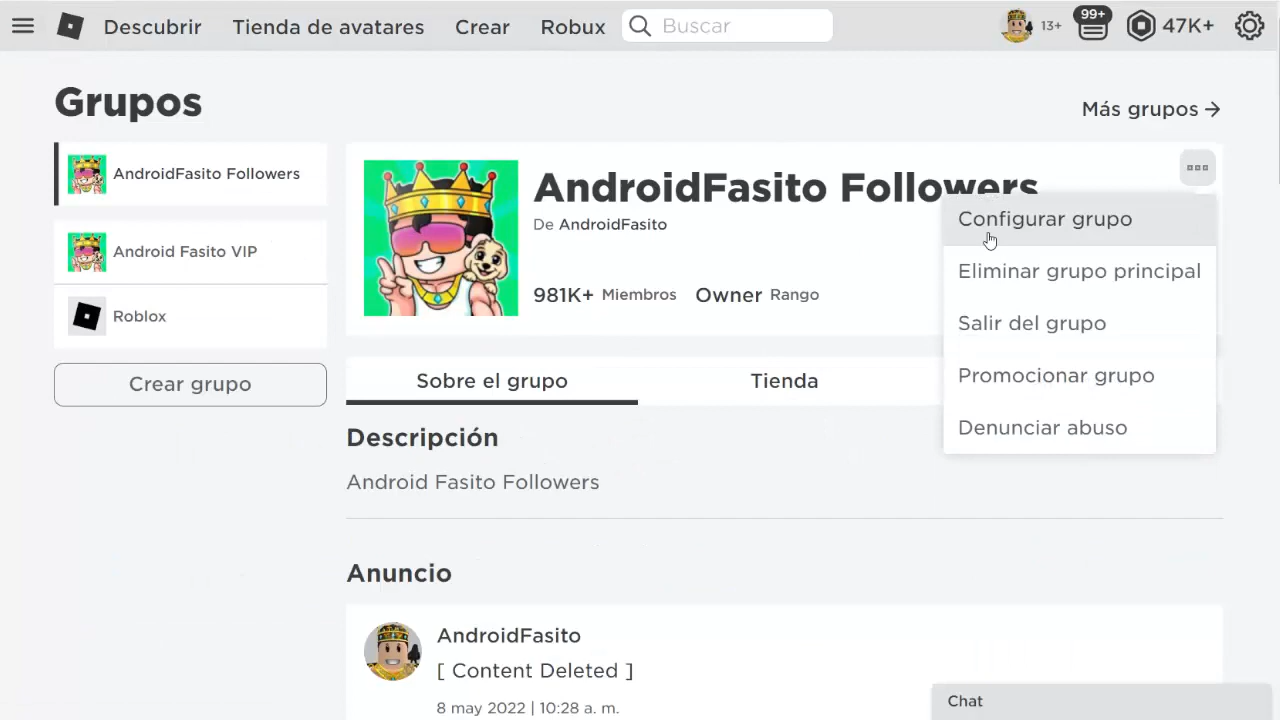 Descubrir Tienda de avatares Crear Robux Buscar 13+ 99+ 47K+
Grupos
Más grupos →
AndroidFasito Followers
Android Fasito VIP
Roblox
Crear grupo
AndroidFasito Followers
De AndroidFasito
981K+ Miembros Owner Rango
Configurar grupo
Eliminar grupo principal
Salir del grupo
Promocionar grupo
Denunciar abuso
Sobre el grupo Tienda
Descripción
Android Fasito Followers
Anuncio
AndroidFasito
[ Content Deleted ]
8 may 2022 | 10:28 a. m.
Chat